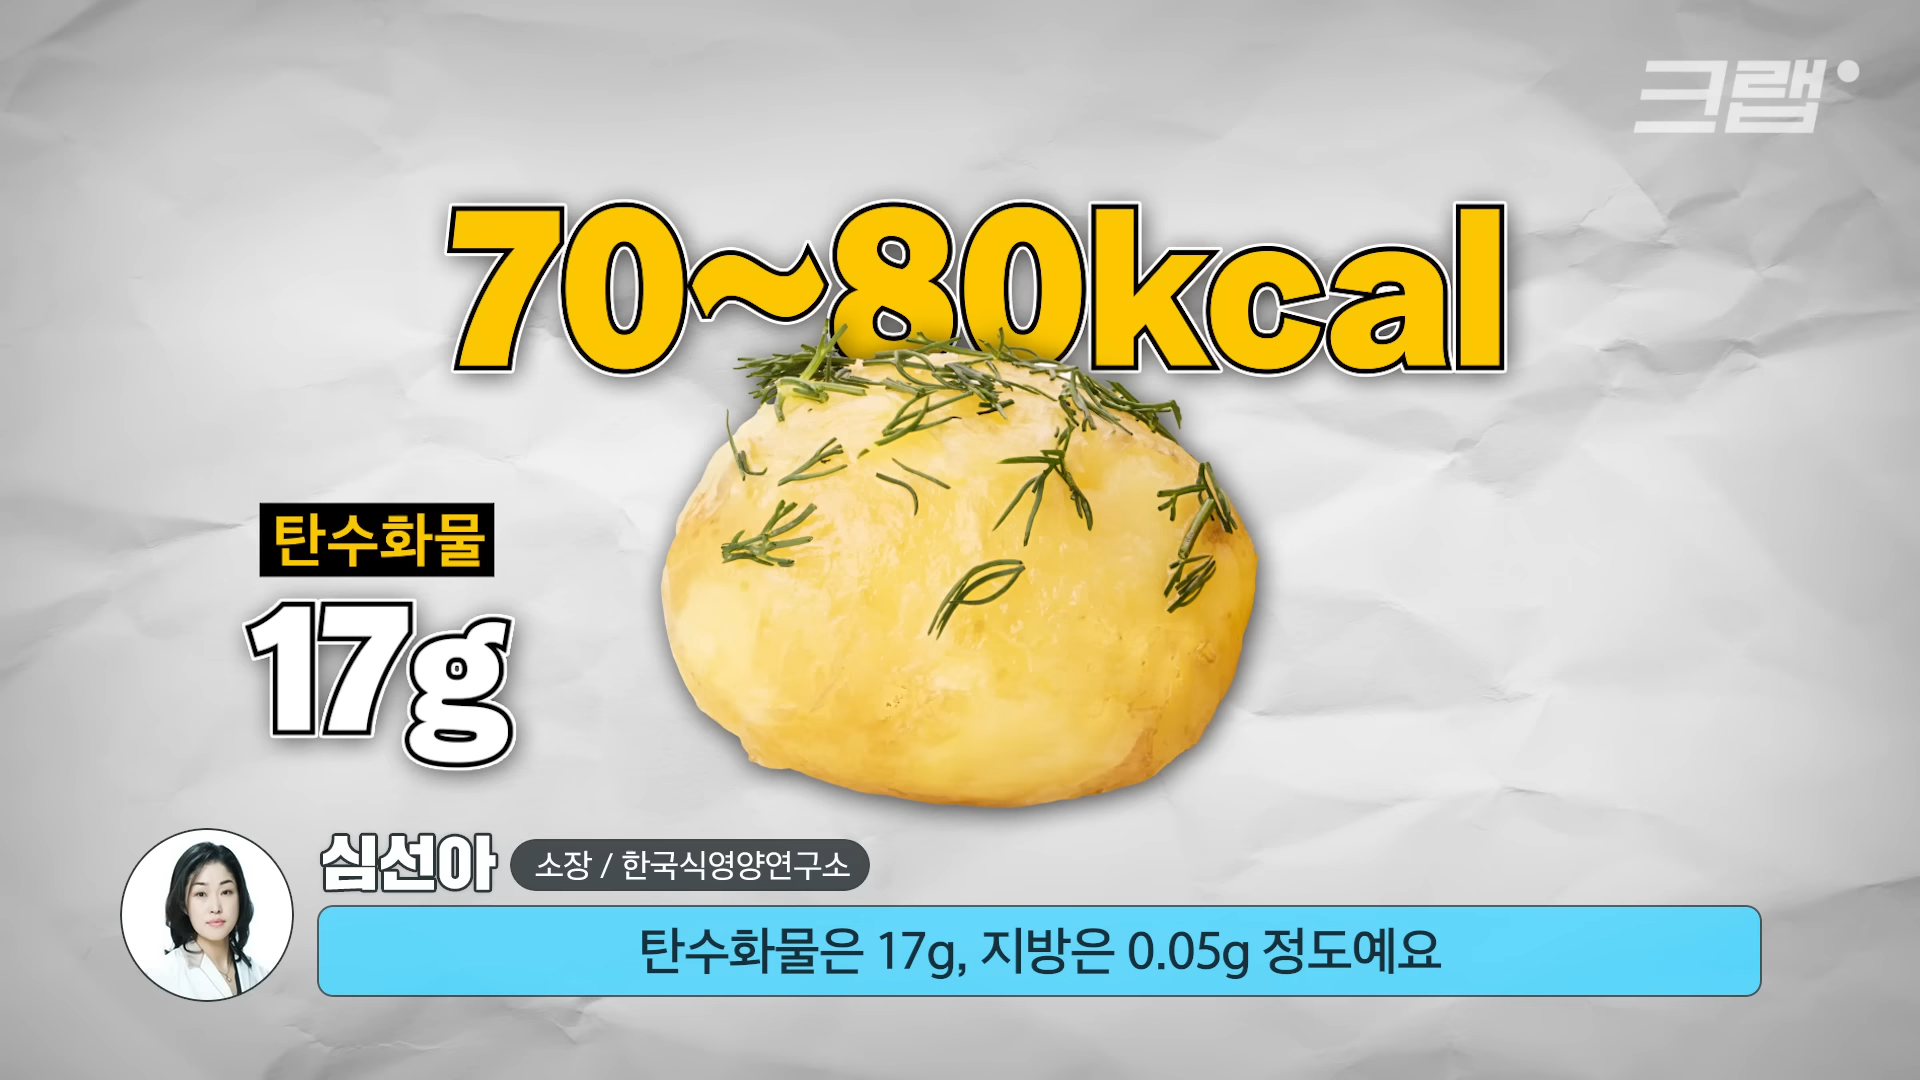 크랩
70~80kcal
탄수화물
17g
심선아
소장 / 한국식영양연구소
탄수화물은 17g, 지방은 0.05g 정도예요